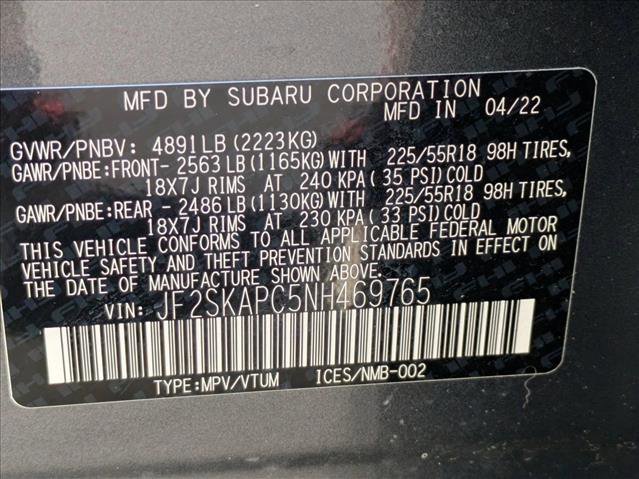 MFD BY SUBARU CORPORATION
MFD IN 04/22
GVWR/PNBV: 4891LB (2223KG)
GAWR/PNBE:FRONT- 2563 LB (1165KG) WITH 225/55R18 98H TIRES,
18X7J RIMS AT 240 KPA (35 PSI) COLD
GAWR/PNBE:REAR - 2486 LB (1130KG) WITH 225/55R18 98H TIRES,
18X7J RIMS AT 230 KPA (33 PSI) COLD
THIS VEHICLE CONFORMS TO ALL APPLICABLE FEDERAL MOTOR
VEHICLE SAFETY AND THEFT PREVENTION STANDARDS IN EFFECT ON
THE DATE OF MANUFACTURE SHOWN ABOVE.
VIN: JF2SKAPC5NH469765
TYPE:MPV/VTUM ICES/NMB-002